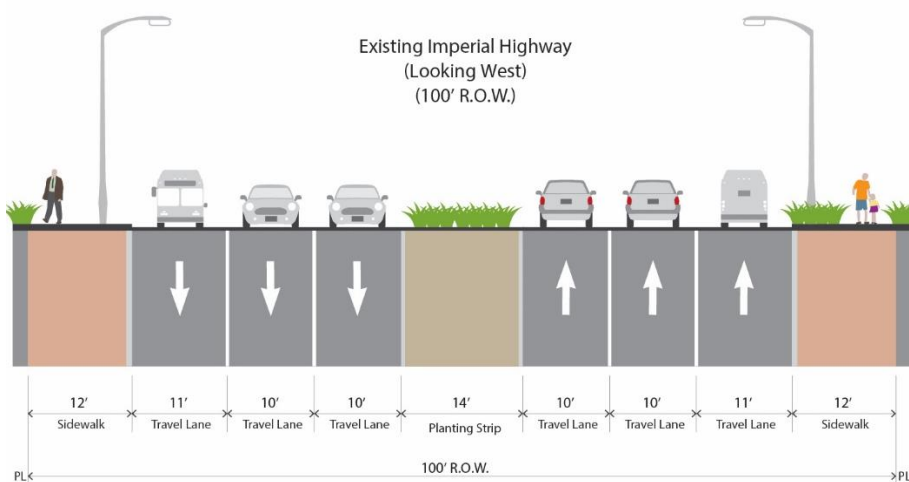 Existing Imperial Highway
(Looking West)
(100' R.O.W.)
12' 11' 10' 10' 14' 10' 10' 11' 12'
Sidewalk Travel Lane Travel Lane Travel Lane Planting Strip Travel Lane Travel Lane Travel Lane Sidewalk
100' R.O.W.
PL PL